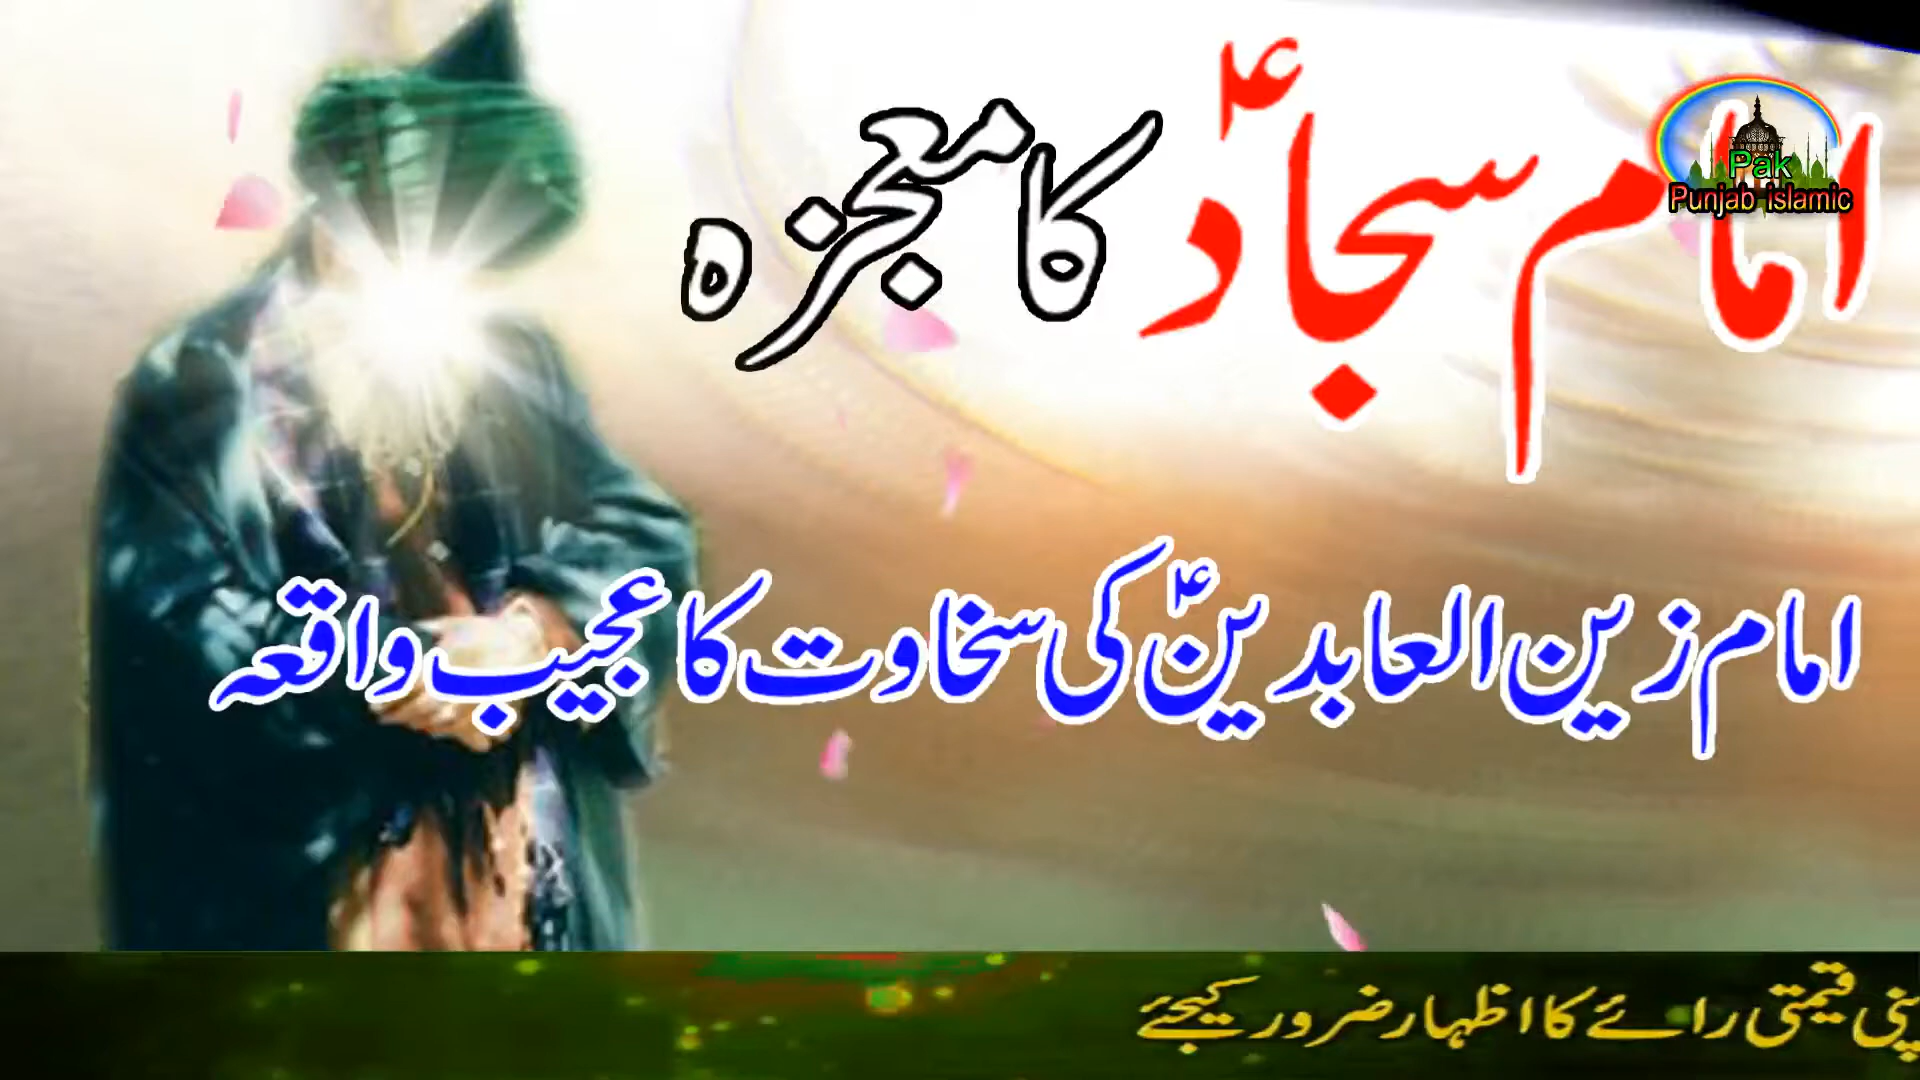 امام سجادؑ کا معجزہ
Pak
Punjab islamic
امام زین العابدینؑ کی سخاوت کا عجیب واقعہ
پنی قیمتی رائے کا اظہار ضرور کیجئے